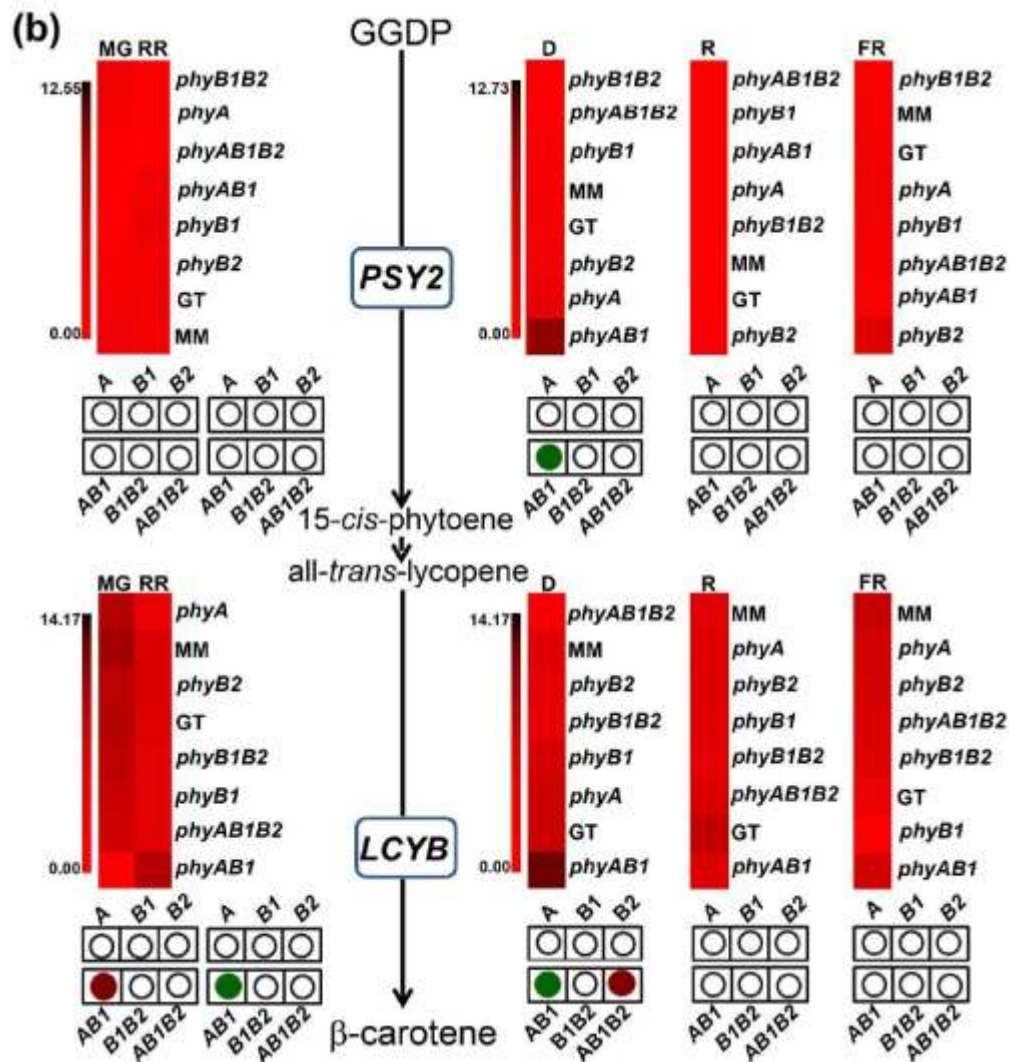 (b)
GGDP
MG RR
12.55
0.00
phyB1B2
phyA
phyAB1B2
phyAB1
phyB1
phyB2
GT
MM
A B1 B2 A B1 B2
AB1 B1B2 AB1B2 AB1 B1B2 AB1B2
PSY2
D
12.73
0.00
phyB1B2
phyAB1B2
phyB1
MM
GT
phyB2
phyA
phyAB1
A B1 B2
AB1 B1B2 AB1B2
R
phyAB1B2
phyB1
phyAB1
phyA
phyB1B2
MM
GT
phyB2
A B1 B2
AB1 B1B2 AB1B2
FR
phyB1B2
MM
GT
phyA
phyB1
phyAB1B2
phyAB1
phyB2
A B1 B2
AB1 B1B2 AB1B2
15-cis-phytoene
all-trans-lycopene
MG RR
14.17
0.00
phyA
MM
phyB2
GT
phyB1B2
phyB1
phyAB1B2
phyAB1
A B1 B2 A B1 B2
AB1 B1B2 AB1B2 AB1 B1B2 AB1B2
LCYB
D
14.17
0.00
phyAB1B2
MM
phyB2
phyB1B2
phyB1
phyA
GT
phyAB1
A B1 B2
AB1 B1B2 AB1B2
R
MM
phyA
phyB2
phyB1
phyB1B2
phyAB1B2
GT
phyAB1
A B1 B2
AB1 B1B2 AB1B2
FR
MM
phyA
phyB2
phyAB1B2
phyB1B2
GT
phyB1
phyAB1
A B1 B2
AB1 B1B2 AB1B2
β-carotene